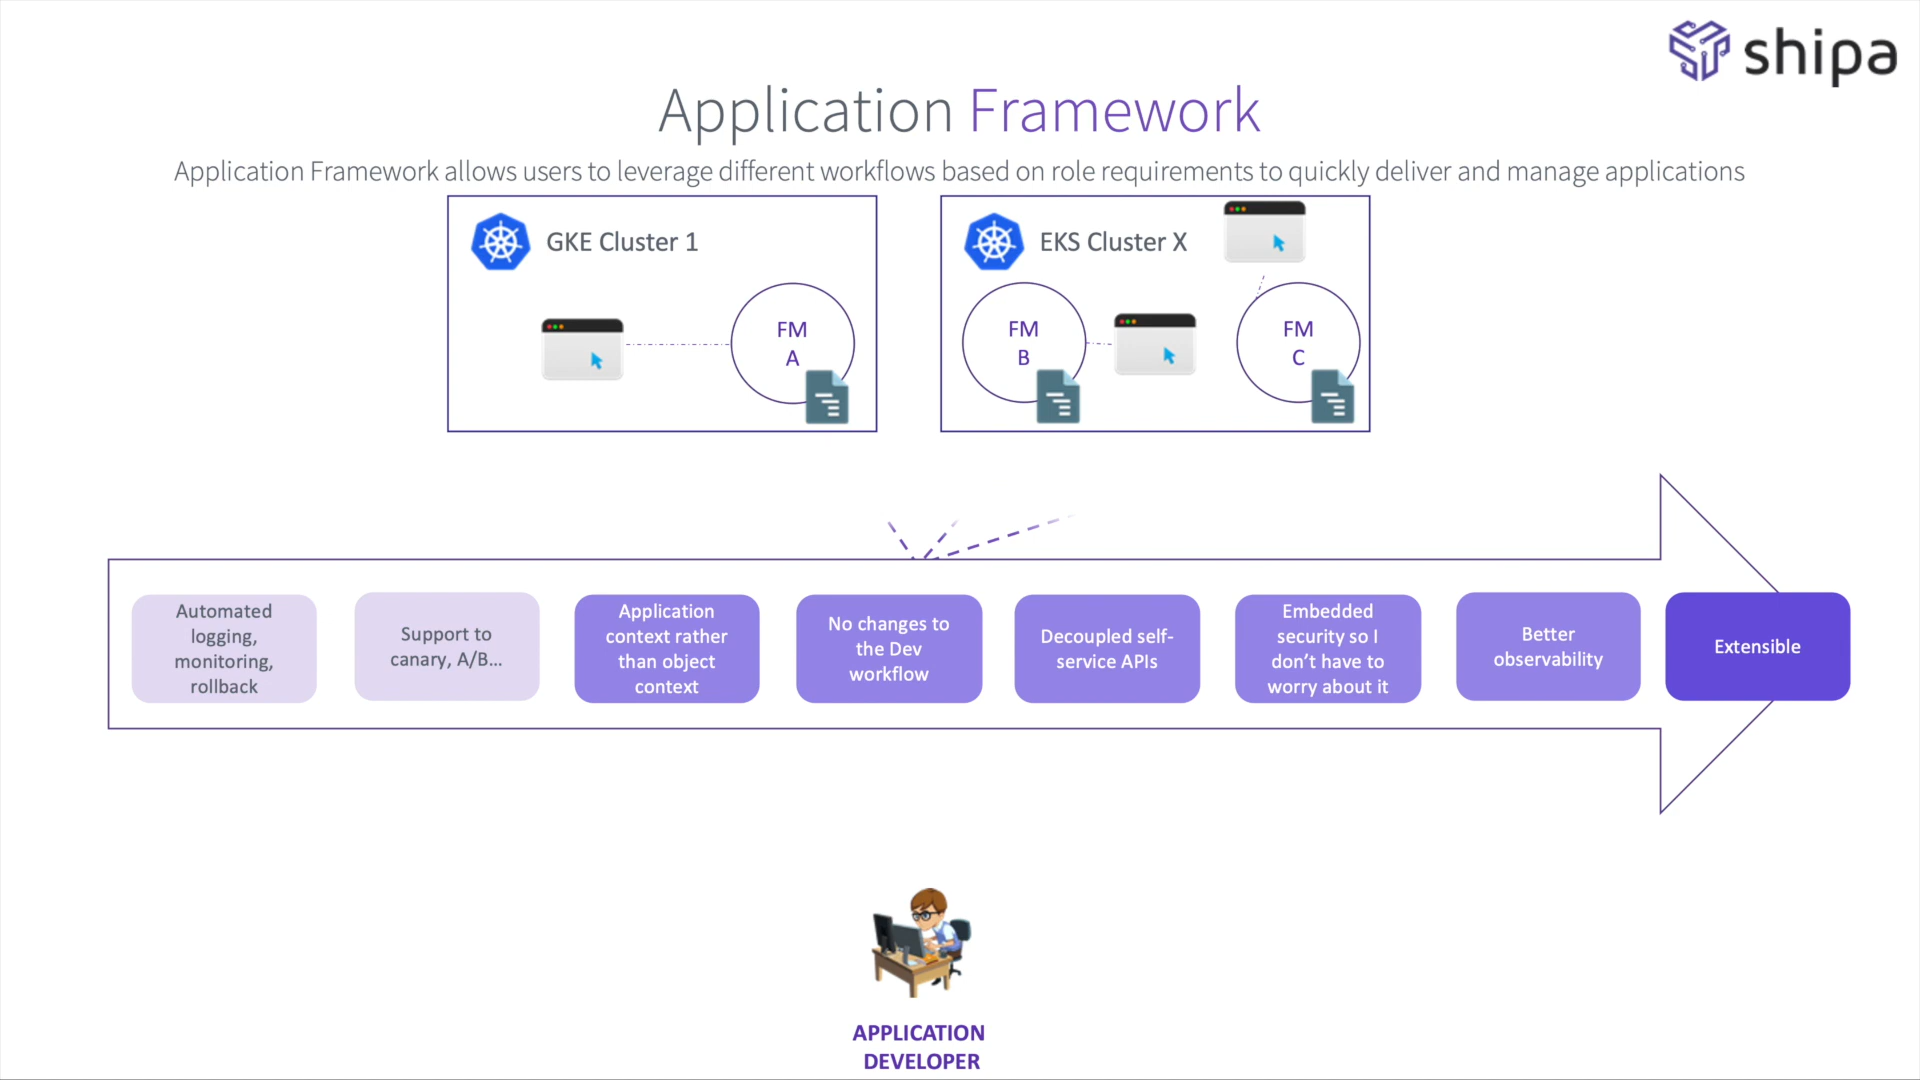 shipa
Application Framework
Application Framework allows users to leverage different workflows based on role requirements to quickly deliver and manage applications
GKE Cluster 1
FM
A
EKS Cluster X
FM
B
FM
C
Automated
logging,
monitoring,
rollback
Support to
canary, A/B...
Application
context rather
than object
context
No changes to
the Dev
workflow
Decoupled self-
service APIs
Embedded
security so I
don’t have to
worry about it
Better
observability
Extensible
APPLICATION
DEVELOPER